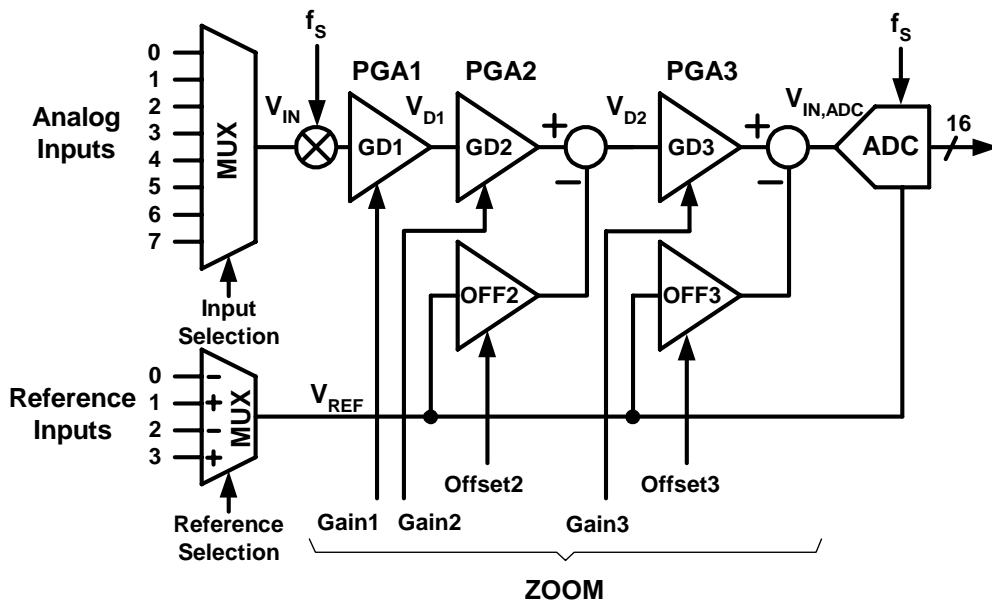 f_S
f_S
PGA1
PGA2
PGA3
0
1
2
3
4
5
6
7
Analog
Inputs
MUX
V_IN
GD1
V_D1
GD2
+
−
V_D2
GD3
+
−
V_IN,ADC
ADC
16
OFF2
OFF3
Input
Selection
Reference
Inputs
0
1
2
3
−
+
−
+
MUX
V_REF
Offset2
Offset3
Reference
Selection
Gain1
Gain2
Gain3
ZOOM